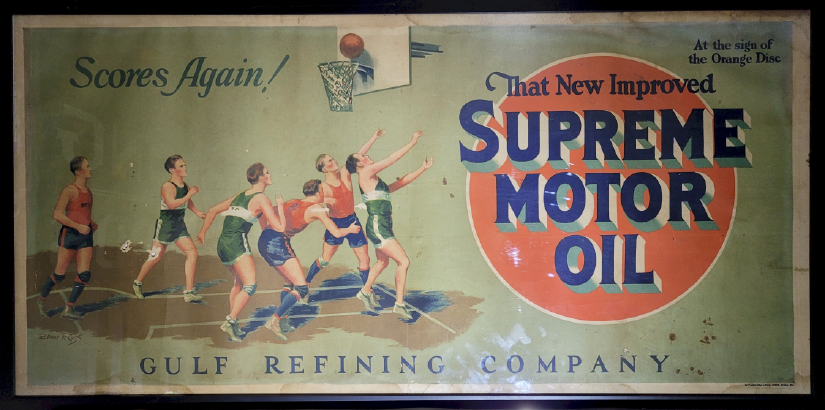 Scores Again!
At the sign of
the Orange Disc
That New Improved
SUPREME
MOTOR
OIL
GULF REFINING COMPANY